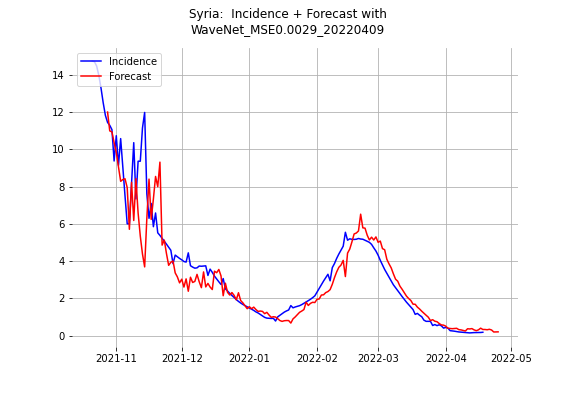 Syria:  Incidence + Forecast with
WaveNet_MSE0.0029_20220409
Incidence
Forecast
14
12
10
8
6
4
2
0
2021-11 2021-12 2022-01 2022-02 2022-03 2022-04 2022-05